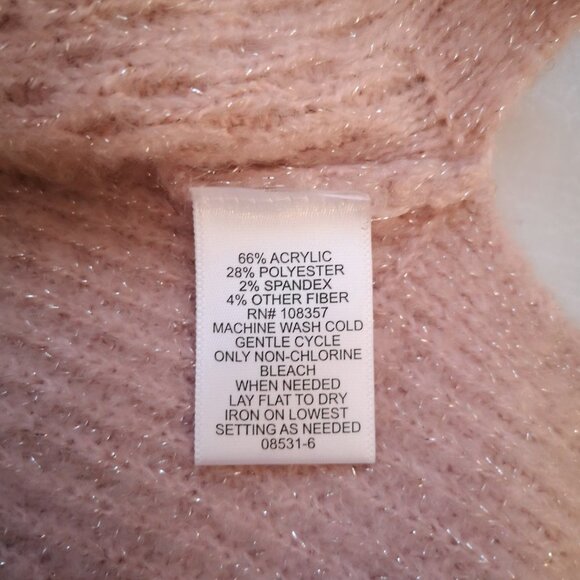 66% ACRYLIC
28% POLYESTER
2% SPANDEX
4% OTHER FIBER
RN# 108357
MACHINE WASH COLD
GENTLE CYCLE
ONLY NON-CHLORINE
BLEACH
WHEN NEEDED
LAY FLAT TO DRY
IRON ON LOWEST
SETTING AS NEEDED
08531-6